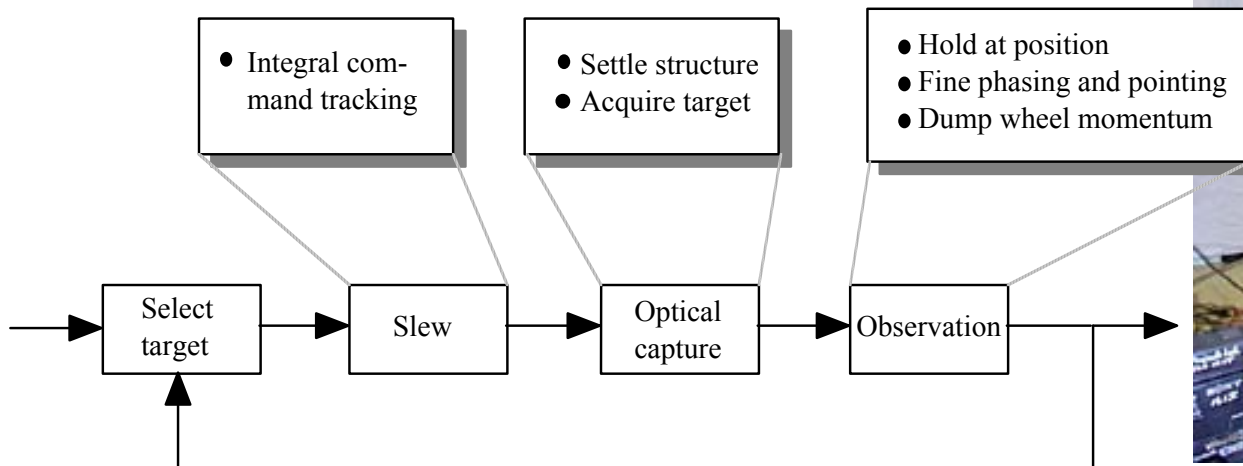 ● Integral com-
mand tracking
● Settle structure
● Acquire target
● Hold at position
● Fine phasing and pointing
● Dump wheel momentum
Select
target
Slew
Optical
capture
Observation